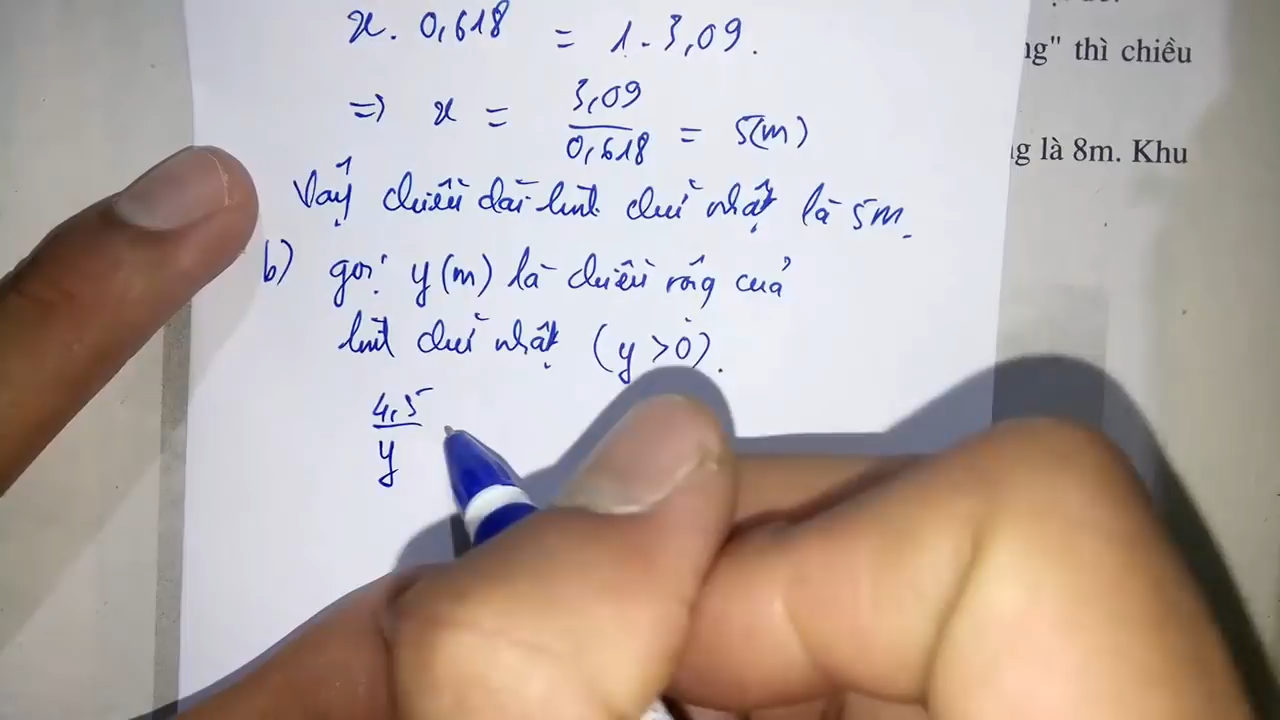 x. 0,618 = 1. 3,09.
ng" thì chiều
=> x = 3,09 / 0,618 = 5(m)
g là 8m. Khu
Vậy chiều dài hình chữ nhật là 5m.
b) gọi y(m) là chiều rộng của
hình chữ nhật (y > 0).
4,5 / y